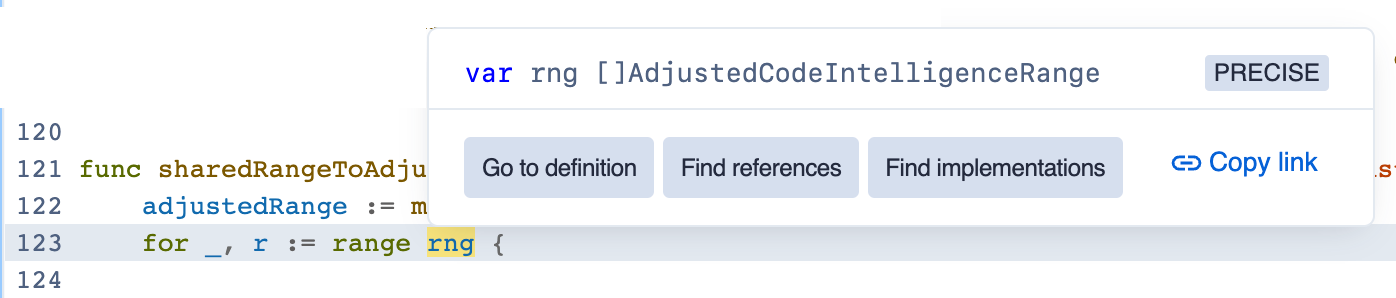 var rng []AdjustedCodeIntelligenceRange PRECISE
Go to definition Find references Find implementations Copy link
120
121 func sharedRangeToAdju
122 adjustedRange := m
123 for _, r := range rng {
124